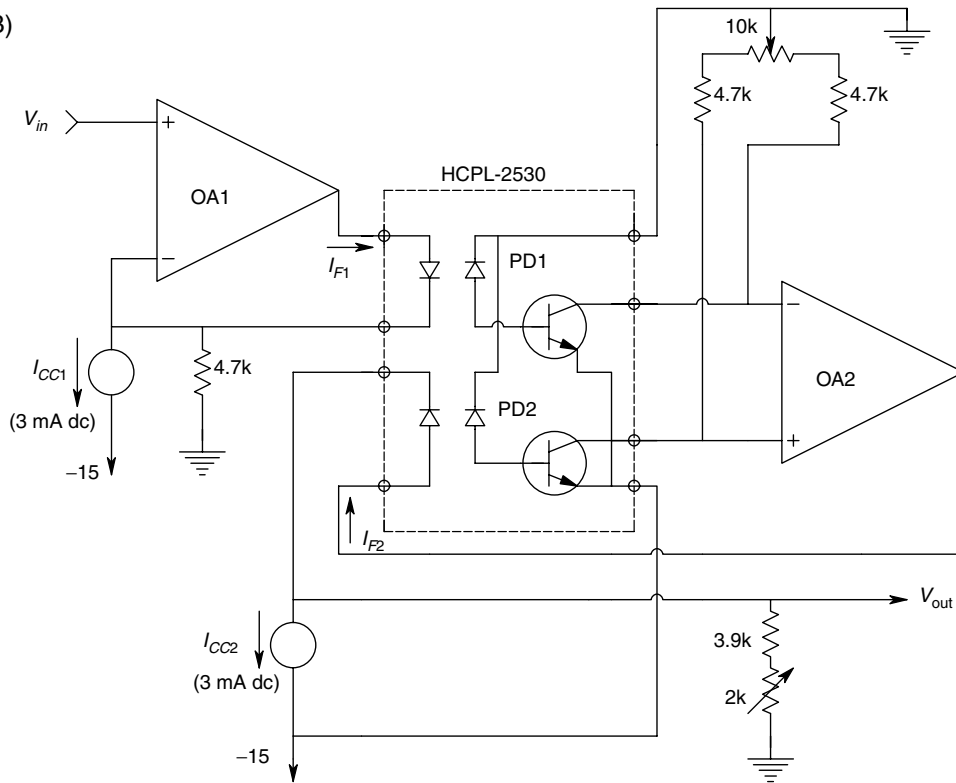 3)
10k
4.7k
4.7k
V_in
+
OA1
−
HCPL-2530
I_F1
PD1
−
OA2
+
I_CC1
(3 mA dc)
4.7k
−15
PD2
I_F2
V_out
I_CC2
(3 mA dc)
3.9k
2k
−15